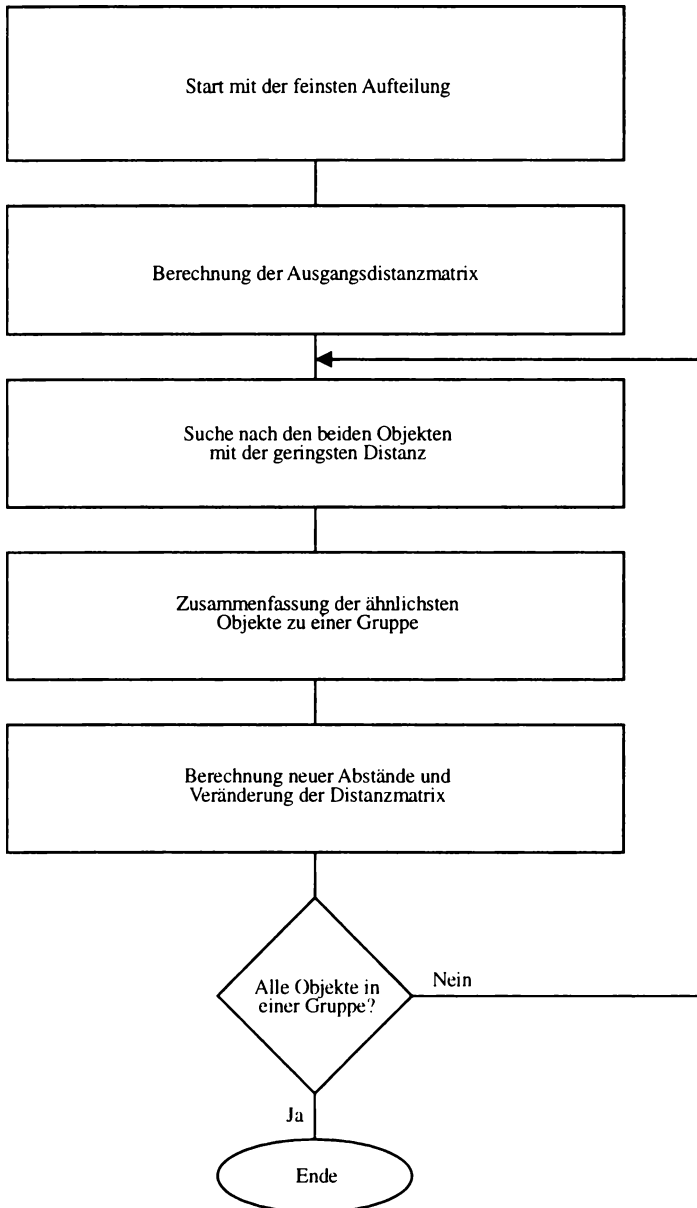 Start mit der feinsten Aufteilung
Berechnung der Ausgangsdistanzmatrix
Suche nach den beiden Objekten
mit der geringsten Distanz
Zusammenfassung der ähnlichsten
Objekte zu einer Gruppe
Berechnung neuer Abstände und
Veränderung der Distanzmatrix
Alle Objekte in
einer Gruppe?
Nein
Ja
Ende